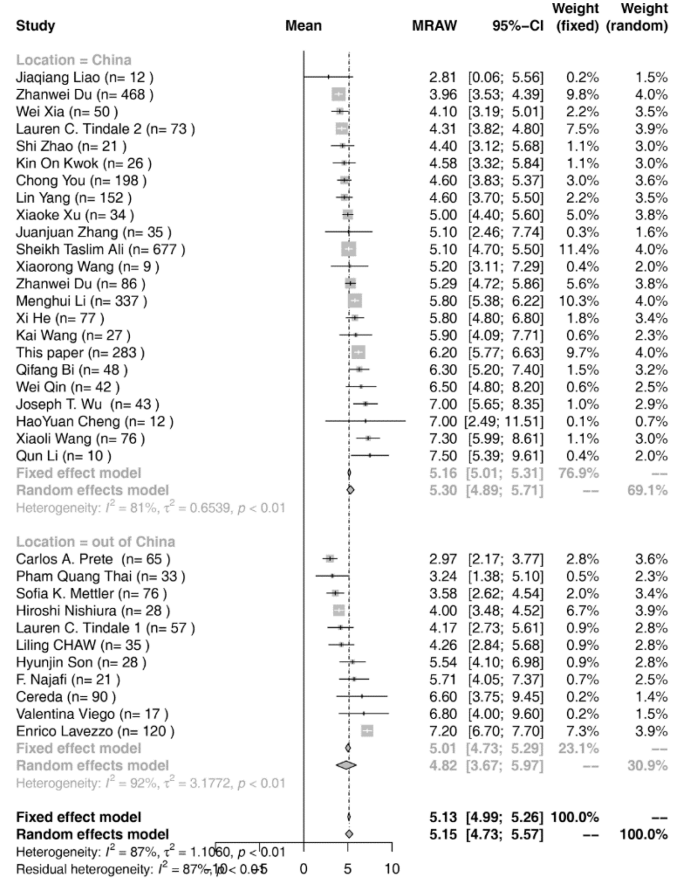 Weight Weight
Study Mean MRAW 95%−CI (fixed) (random)
Location = China
Jiaqiang Liao (n= 12 ) 2.81 [0.06; 5.56] 0.2% 1.5%
Zhanwei Du (n= 468 ) 3.96 [3.53; 4.39] 9.8% 4.0%
Wei Xia (n= 50 ) 4.10 [3.19; 5.01] 2.2% 3.5%
Lauren C. Tindale 2 (n= 73 ) 4.31 [3.82; 4.80] 7.5% 3.9%
Shi Zhao (n= 21 ) 4.40 [3.12; 5.68] 1.1% 3.0%
Kin On Kwok (n= 26 ) 4.58 [3.32; 5.84] 1.1% 3.0%
Chong You (n= 198 ) 4.60 [3.83; 5.37] 3.0% 3.6%
Lin Yang (n= 152 ) 4.60 [3.70; 5.50] 2.2% 3.5%
Xiaoke Xu (n= 34 ) 5.00 [4.40; 5.60] 5.0% 3.8%
Juanjuan Zhang (n= 35 ) 5.10 [2.46; 7.74] 0.3% 1.6%
Sheikh Taslim Ali (n= 677 ) 5.10 [4.70; 5.50] 11.4% 4.0%
Xiaorong Wang (n= 9 ) 5.20 [3.11; 7.29] 0.4% 2.0%
Zhanwei Du (n= 86 ) 5.29 [4.72; 5.86] 5.6% 3.8%
Menghui Li (n= 337 ) 5.80 [5.38; 6.22] 10.3% 4.0%
Xi He (n= 77 ) 5.80 [4.80; 6.80] 1.8% 3.4%
Kai Wang (n= 27 ) 5.90 [4.09; 7.71] 0.6% 2.3%
This paper (n= 283 ) 6.20 [5.77; 6.63] 9.7% 4.0%
Qifang Bi (n= 48 ) 6.30 [5.20; 7.40] 1.5% 3.2%
Wei Qin (n= 42 ) 6.50 [4.80; 8.20] 0.6% 2.5%
Joseph T. Wu (n= 43 ) 7.00 [5.65; 8.35] 1.0% 2.9%
HaoYuan Cheng (n= 12 ) 7.00 [2.49; 11.51] 0.1% 0.7%
Xiaoli Wang (n= 76 ) 7.30 [5.99; 8.61] 1.1% 3.0%
Qun Li (n= 10 ) 7.50 [5.39; 9.61] 0.4% 2.0%
Fixed effect model 5.16 [5.01; 5.31] 76.9% −−
Random effects model 5.30 [4.89; 5.71] −− 69.1%
Heterogeneity: I² = 81%, τ² = 0.6539, p < 0.01
Location = out of China
Carlos A. Prete (n= 65 ) 2.97 [2.17; 3.77] 2.8% 3.6%
Pham Quang Thai (n= 33 ) 3.24 [1.38; 5.10] 0.5% 2.3%
Sofia K. Mettler (n= 76 ) 3.58 [2.62; 4.54] 2.0% 3.4%
Hiroshi Nishiura (n= 28 ) 4.00 [3.48; 4.52] 6.7% 3.9%
Lauren C. Tindale 1 (n= 57 ) 4.17 [2.73; 5.61] 0.9% 2.8%
Liling CHAW (n= 35 ) 4.26 [2.84; 5.68] 0.9% 2.8%
Hyunjin Son (n= 28 ) 5.54 [4.10; 6.98] 0.9% 2.8%
F. Najafi (n= 21 ) 5.71 [4.05; 7.37] 0.7% 2.5%
Cereda (n= 90 ) 6.60 [3.75; 9.45] 0.2% 1.4%
Valentina Viego (n= 17 ) 6.80 [4.00; 9.60] 0.2% 1.5%
Enrico Lavezzo (n= 120 ) 7.20 [6.70; 7.70] 7.3% 3.9%
Fixed effect model 5.01 [4.73; 5.29] 23.1% −−
Random effects model 4.82 [3.67; 5.97] −− 30.9%
Heterogeneity: I² = 92%, τ² = 3.1772, p < 0.01
Fixed effect model 5.13 [4.99; 5.26] 100.0% −−
Random effects model 5.15 [4.73; 5.57] −− 100.0%
Heterogeneity: I² = 87%, τ² = 1.1060, p < 0.01
Residual heterogeneity: I² = 87%, p < 0.01
−10 −5 0 5 10